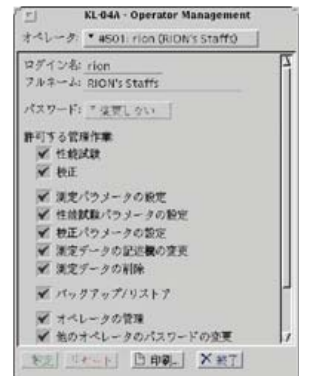 KL-04A - Operator Management
オペレータ: * #501: rion (RION's Staffs)
ログイン名: rion
フルネーム: RION's Staffs
パスワード: * 変更しない
許可する管理作業:
性能試験
校正
測定パラメータの設定
性能試験パラメータの設定
校正パラメータの設定
測定データの記述欄の変更
測定データの削除
バックアップ/リストア
オペレータの管理
他のオペレータのパスワードの変更
設定 リセット 印刷... 終了